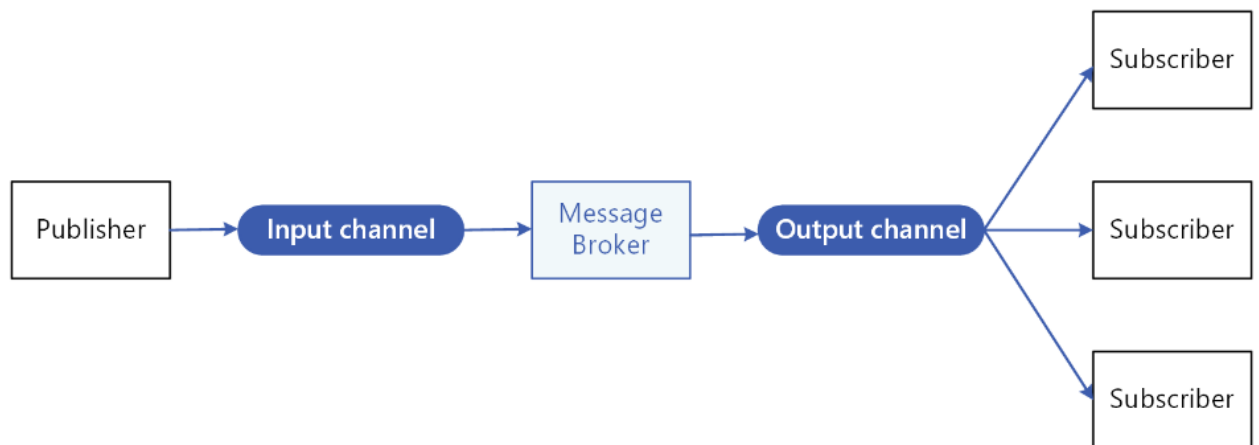 Publisher
Input channel
Message
Broker
Output channel
Subscriber
Subscriber
Subscriber